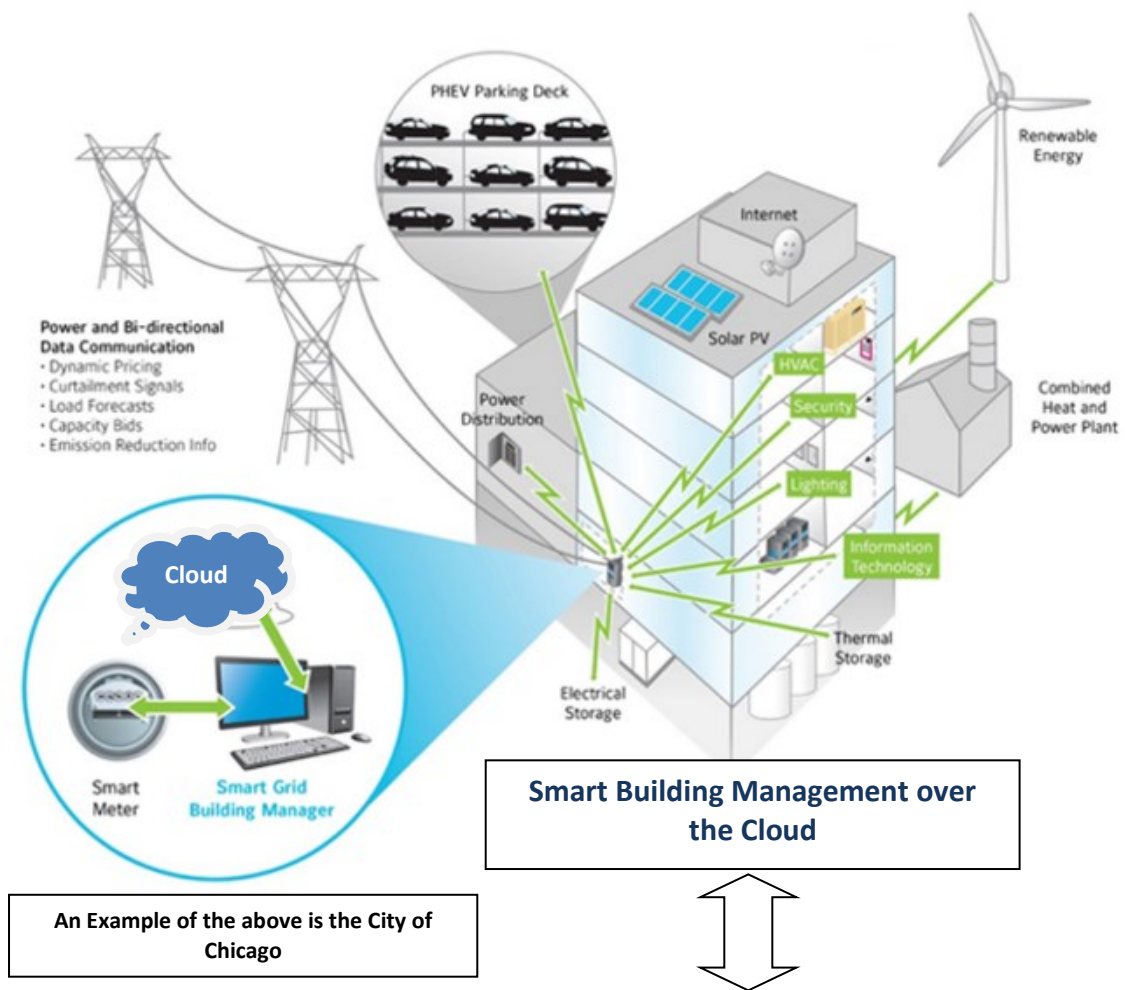 PHEV Parking Deck
Renewable
Energy
Internet
Solar PV
Power and Bi-directional
Data Communication
• Dynamic Pricing
• Curtailment Signals
• Load Forecasts
• Capacity Bids
• Emission Reduction Info
Power
Distribution
HVAC
Security
Lighting
Information
Technology
Combined
Heat and
Power Plant
Cloud
Thermal
Storage
Electrical
Storage
Smart
Meter
Smart Grid
Building Manager
Smart Building Management over
the Cloud
An Example of the above is the City of
Chicago